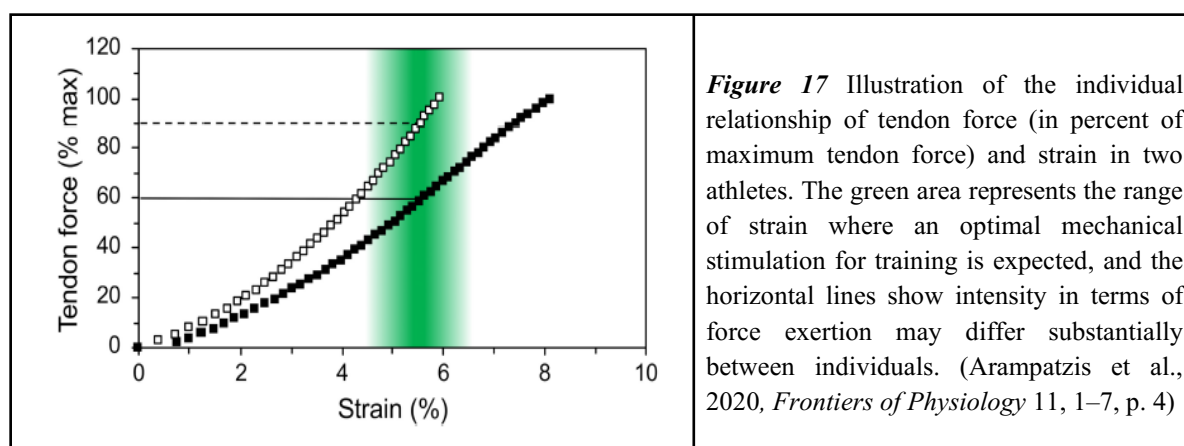 120
100
80
60
40
20
0
0 2 4 6 8 10
Tendon force (% max)
Strain (%)
Figure 17 Illustration of the individual
relationship of tendon force (in percent of
maximum tendon force) and strain in two
athletes. The green area represents the range
of strain where an optimal mechanical
stimulation for training is expected, and the
horizontal lines show intensity in terms of
force exertion may differ substantially
between individuals. (Arampatzis et al.,
2020, Frontiers of Physiology 11, 1–7, p. 4)